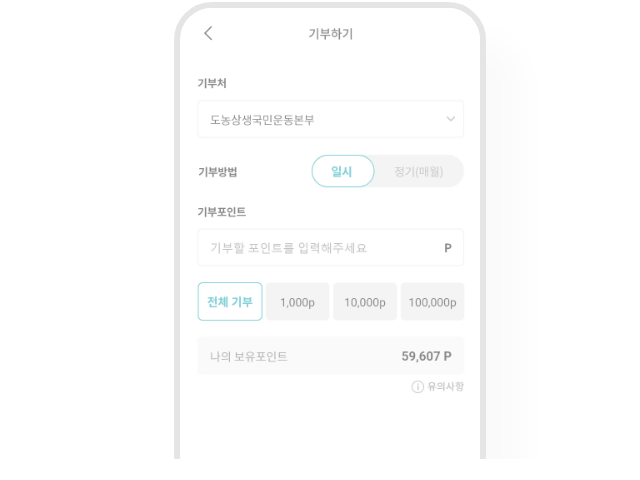 기부하기
기부처
도농상생국민운동본부
기부방법
일시 정기(매월)
기부포인트
기부할 포인트를 입력해주세요 P
전체 기부 1,000p 10,000p 100,000p
나의 보유포인트 59,607 P
유의사항